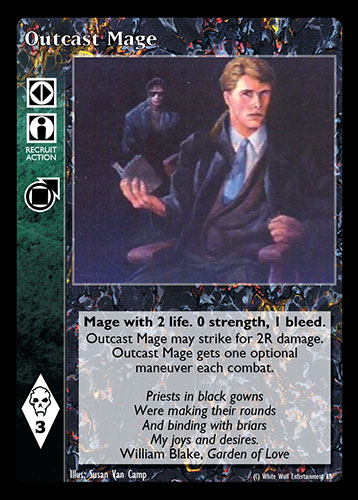 Outcast Mage
RECRUIT
ACTION
3
Mage with 2 life. 0 strength, 1 bleed.
Outcast Mage may strike for 2R damage.
Outcast Mage gets one optional
maneuver each combat.
Priests in black gowns
Were making their rounds
And binding with briars
My joys and desires.
William Blake, Garden of Love
Illus: Susan Van Camp
(C) White Wolf Entertainment AB